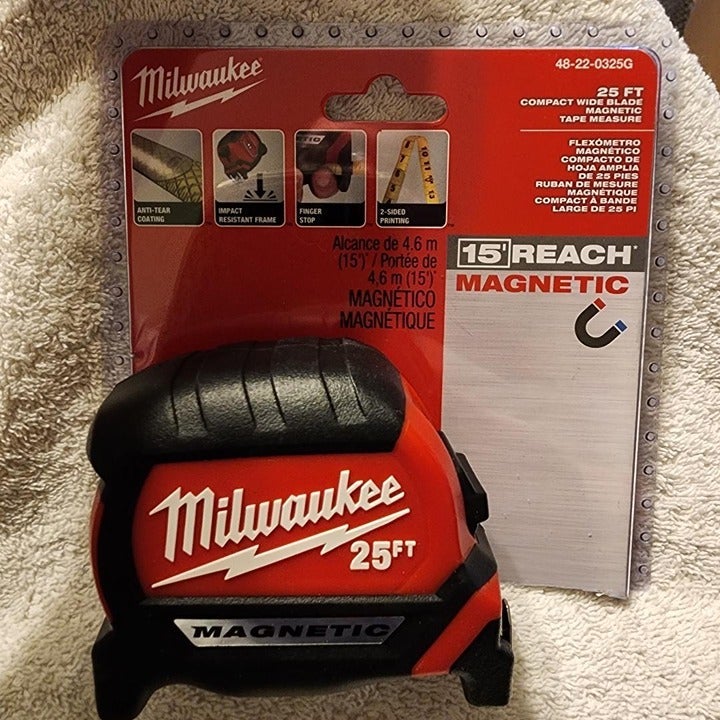 Milwaukee
48-22-0325G
25 FT
COMPACT WIDE BLADE
MAGNETIC
TAPE MEASURE
FLEXÓMETRO
MAGNÉTICO
COMPACTO DE
HOJA AMPLIA
DE 25 PIES
RUBAN DE MESURE
MAGNÉTIQUE
COMPACT À BANDE
LARGE DE 25 PI
ANTI-TEAR
COATING
IMPACT
RESISTANT FRAME
FINGER
STOP
2-SIDED
PRINTING
Alcance de 4.6 m
(15')* / Portée de
4,6 m (15')*
MAGNÉTICO
MAGNÉTIQUE
15' REACH*
MAGNETIC
Milwaukee
25FT
MAGNETIC